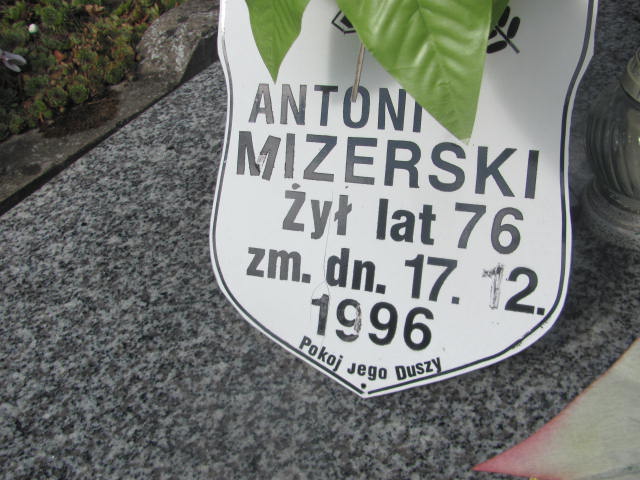 ANTONI
MIZERSKI
Żył lat 76
zm. dn. 17. 12.
1996
Pokoj Jego Duszy